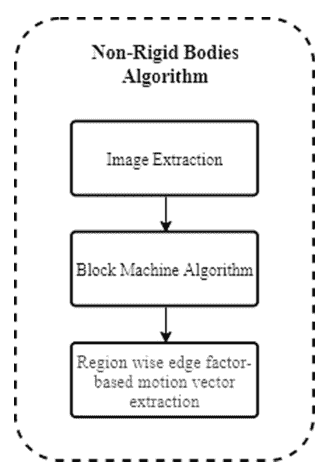 Non-Rigid Bodies
Algorithm
Image Extraction
Block Machine Algorithm
Region wise edge factor-
based motion vector
extraction